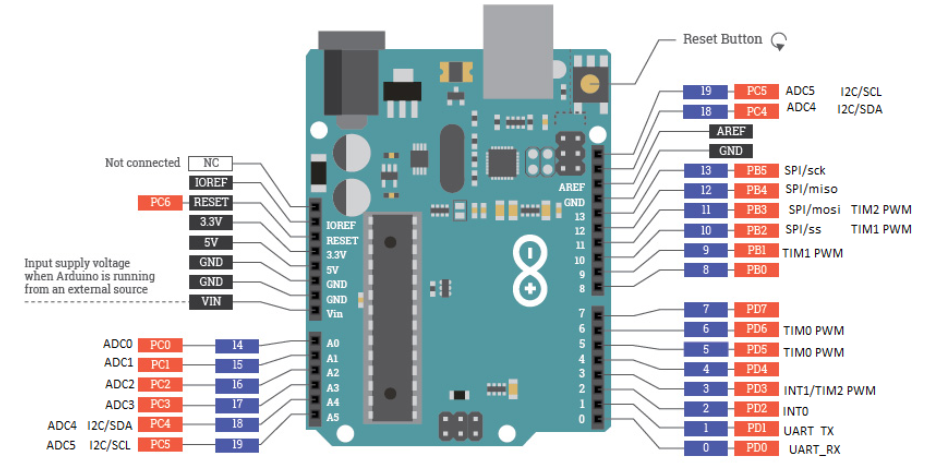 Reset Button
19 PC5 ADC5 I2C/SCL
18 PC4 ADC4 I2C/SDA
AREF
GND
13 PB5 SPI/sck
12 PB4 SPI/miso
11 PB3 SPI/mosi TIM2 PWM
10 PB2 SPI/ss TIM1 PWM
9 PB1 TIM1 PWM
8 PB0
7 PD7
6 PD6 TIM0 PWM
5 PD5 TIM0 PWM
4 PD4
3 PD3 INT1/TIM2 PWM
2 PD2 INT0
1 PD1 UART TX
0 PD0 UART_RX
Not connected NC
IOREF
PC6 RESET
3.3V
5V
GND
GND
VIN
Input supply voltage
when Arduino is running
from an external source
ADC0 PC0 14
ADC1 PC1 15
ADC2 PC2 16
ADC3 PC3 17
ADC4 I2C/SDA PC4 18
ADC5 I2C/SCL PC5 19
IOREF
RESET
3.3V
5V
GND
GND
Vin
A0
A1
A2
A3
A4
A5
AREF
GND
13
12
11
10
9
8
7
6
5
4
3
2
1
0